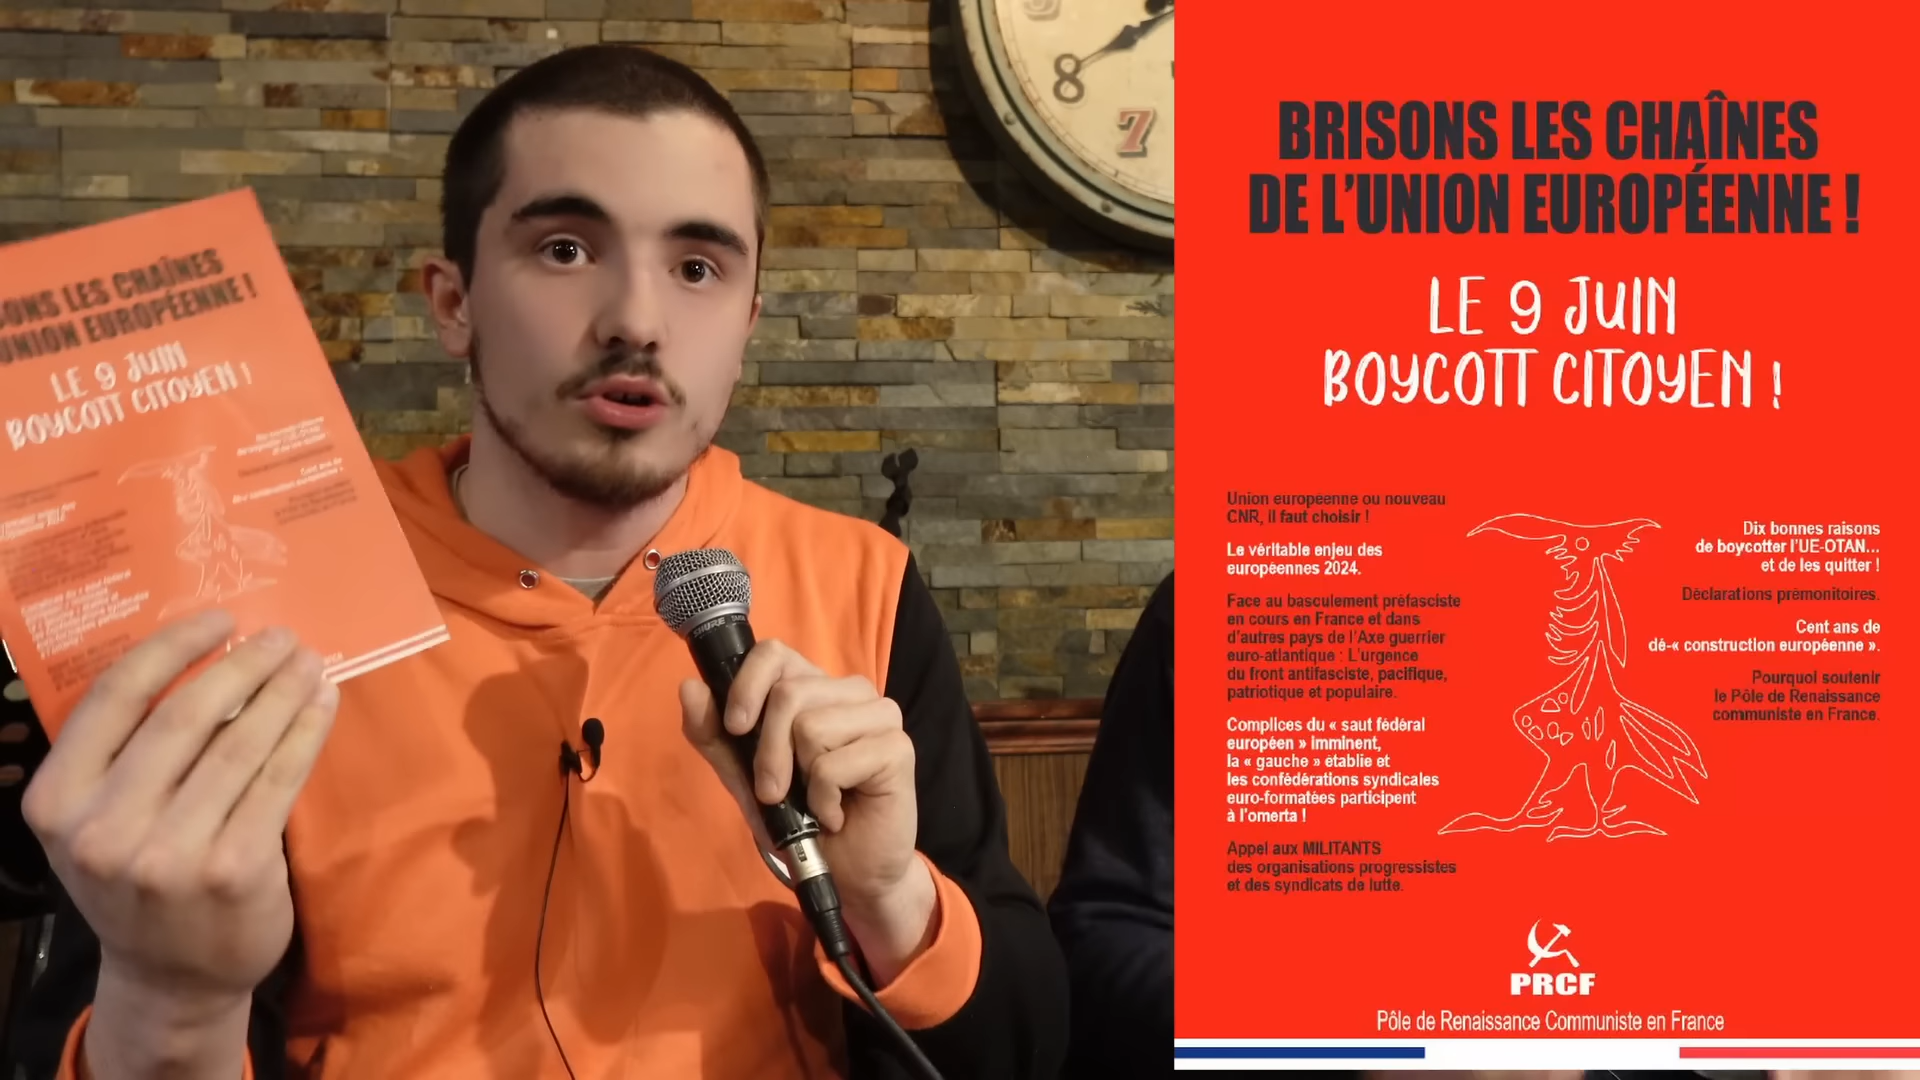 8
7
SONS LES CHAÎNES
UNION EUROPÉENNE !
LE 9 JUIN
BOYCOTT CITOYEN !
SHURE
BRISONS LES CHAÎNES
DE L'UNION EUROPÉENNE !
LE 9 JUIN
BOYCOTT CITOYEN !
Union européenne ou nouveau
CNR, il faut choisir !
Le véritable enjeu des
européennes 2024.
Face au basculement préfasciste
en cours en France et dans
d'autres pays de l'Axe guerrier
euro-atlantique : L'urgence
du front antifasciste, pacifique,
patriotique et populaire.
Complices du « saut fédéral
européen » imminent,
la « gauche » établie et
les confédérations syndicales
euro-formatées participent
à l'omerta !
Appel aux MILITANTS
des organisations progressistes
et des syndicats de lutte.
Dix bonnes raisons
de boycotter l'UE-OTAN...
et de les quitter !
Déclarations prémonitoires.
Cent ans de
dé-« construction européenne ».
Pourquoi soutenir
le Pôle de Renaissance
communiste en France.
PRCF
Pôle de Renaissance Communiste en France